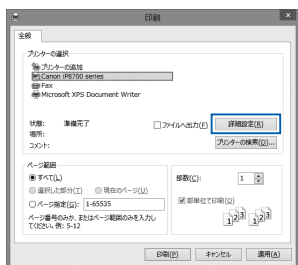 印刷
全般
プリンターの選択
プリンターの追加
Canon iP8700 series
Fax
Microsoft XPS Document Writer
状態: 準備完了
場所:
コメント:
ファイルへ出力(F)
詳細設定(R)
プリンターの検索(D)...
ページ範囲
すべて(L)
選択した部分(T) 現在のページ(U)
ページ指定(G): 1-65535
ページ番号のみか、またはページ範囲のみを入力し
てください。例: 5-12
部数(C): 1
部単位で印刷(O)
1 2 3 1 2 3
印刷(P) キャンセル 適用(A)